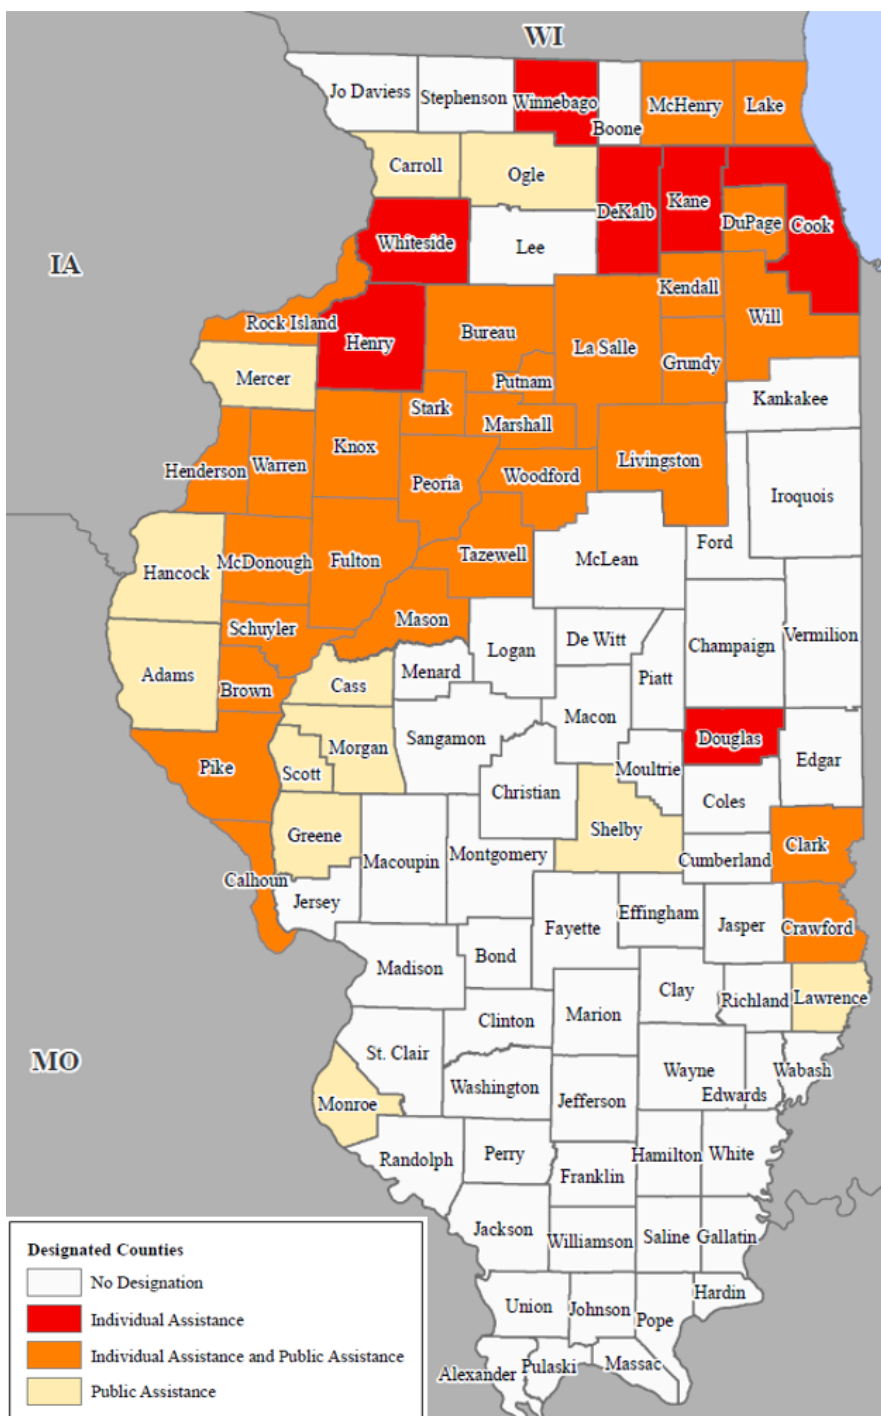 WI
Jo Daviess
Stephenson
Winnebago
Boone
McHenry
Lake
Carroll
Ogle
DeKalb
Kane
DuPage
Cook
Whiteside
Lee
IA
Kendall
Will
Rock Island
Henry
Bureau
La Salle
Grundy
Mercer
Putnam
Kankakee
Stark
Marshall
Knox
Henderson
Warren
Peoria
Woodford
Livingston
Iroquois
Ford
Hancock
McDonough
Fulton
Tazewell
McLean
Schuyler
Mason
Logan
De Witt
Champaign
Vermilion
Adams
Brown
Cass
Menard
Piatt
Macon
Pike
Scott
Morgan
Sangamon
Douglas
Edgar
Moultrie
Christian
Coles
Greene
Shelby
Calhoun
Macoupin
Montgomery
Cumberland
Clark
Jersey
Fayette
Effingham
Jasper
Crawford
Madison
Bond
Clay
Richland
Lawrence
MO
St. Clair
Clinton
Marion
Wayne
Edwards
Wabash
Monroe
Washington
Jefferson
Randolph
Perry
Franklin
Hamilton
White
Jackson
Williamson
Saline
Gallatin
Union
Johnson
Pope
Hardin
Alexander
Pulaski
Massac
Designated Counties
No Designation
Individual Assistance
Individual Assistance and Public Assistance
Public Assistance